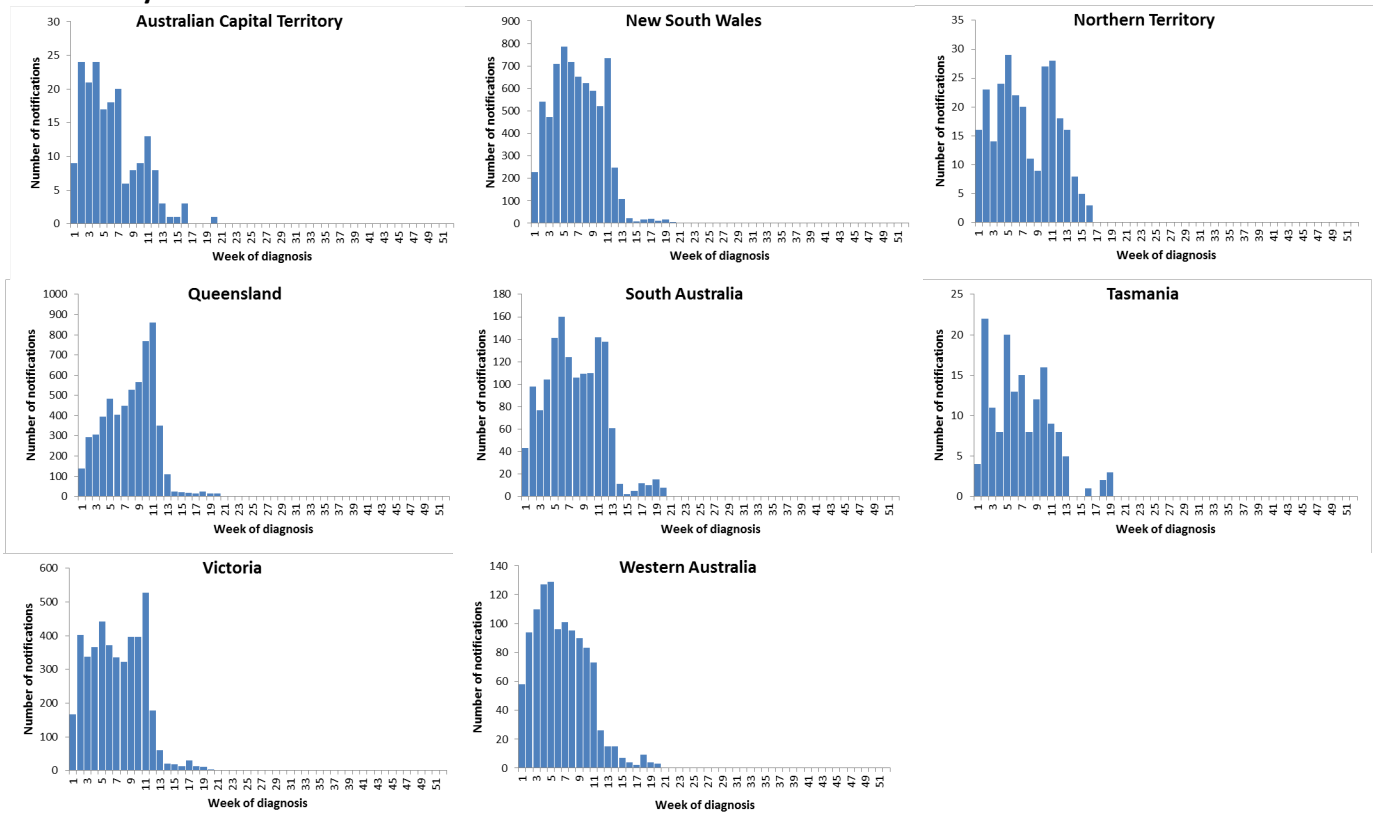 Australian Capital Territory
Number of notifications
30
25
20
15
10
5
0
1 3 5 7 9 11 13 15 17 19 21 23 25 27 29 31 33 35 37 39 41 43 45 47 49 51
Week of diagnosis
New South Wales
Number of notifications
900
800
700
600
500
400
300
200
100
0
1 3 5 7 9 11 13 15 17 19 21 23 25 27 29 31 33 35 37 39 41 43 45 47 49 51
Week of diagnosis
Northern Territory
Number of notifications
35
30
25
20
15
10
5
0
1 3 5 7 9 11 13 15 17 19 21 23 25 27 29 31 33 35 37 39 41 43 45 47 49 51
Week of diagnosis
Queensland
Number of notifications
1000
900
800
700
600
500
400
300
200
100
0
1 3 5 7 9 11 13 15 17 19 21 23 25 27 29 31 33 35 37 39 41 43 45 47 49 51
Week of diagnosis
South Australia
Number of notifications
180
160
140
120
100
80
60
40
20
0
1 3 5 7 9 11 13 15 17 19 21 23 25 27 29 31 33 35 37 39 41 43 45 47 49 51
Week of diagnosis
Tasmania
Number of notifications
25
20
15
10
5
0
1 3 5 7 9 11 13 15 17 19 21 23 25 27 29 31 33 35 37 39 41 43 45 47 49 51
Week of diagnosis
Victoria
Number of notifications
600
500
400
300
200
100
0
1 3 5 7 9 11 13 15 17 19 21 23 25 27 29 31 33 35 37 39 41 43 45 47 49 51
Week of diagnosis
Western Australia
Number of notifications
140
120
100
80
60
40
20
0
1 3 5 7 9 11 13 15 17 19 21 23 25 27 29 31 33 35 37 39 41 43 45 47 49 51
Week of diagnosis